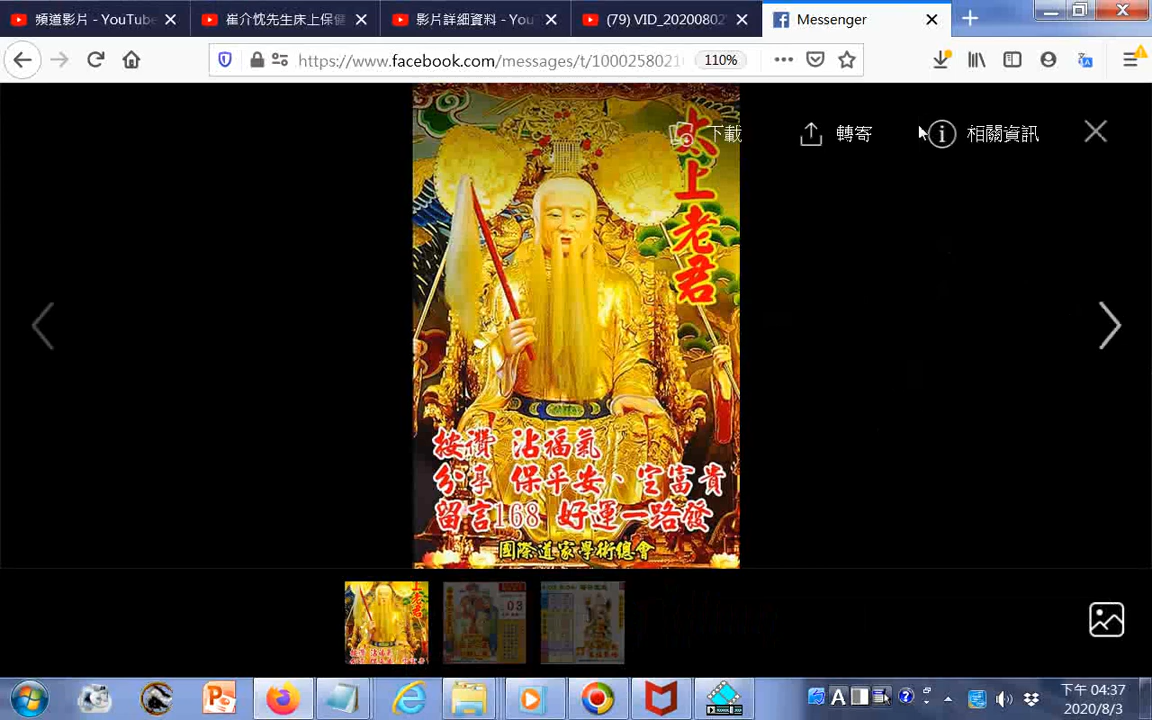 頻道影片 - YouTube
崔介忱先生床上保健
影片詳細資料 - You
(79) VID_2020080
Messenger
https://www.facebook.com/messages/t/1000258021
110%
下載
轉寄
相關資訊
太上老君
按讚 沾福氣
分享 保平安、定富貴
留言168 好運一路發
國際道家學術總會
03
下午 04:37
2020/8/3